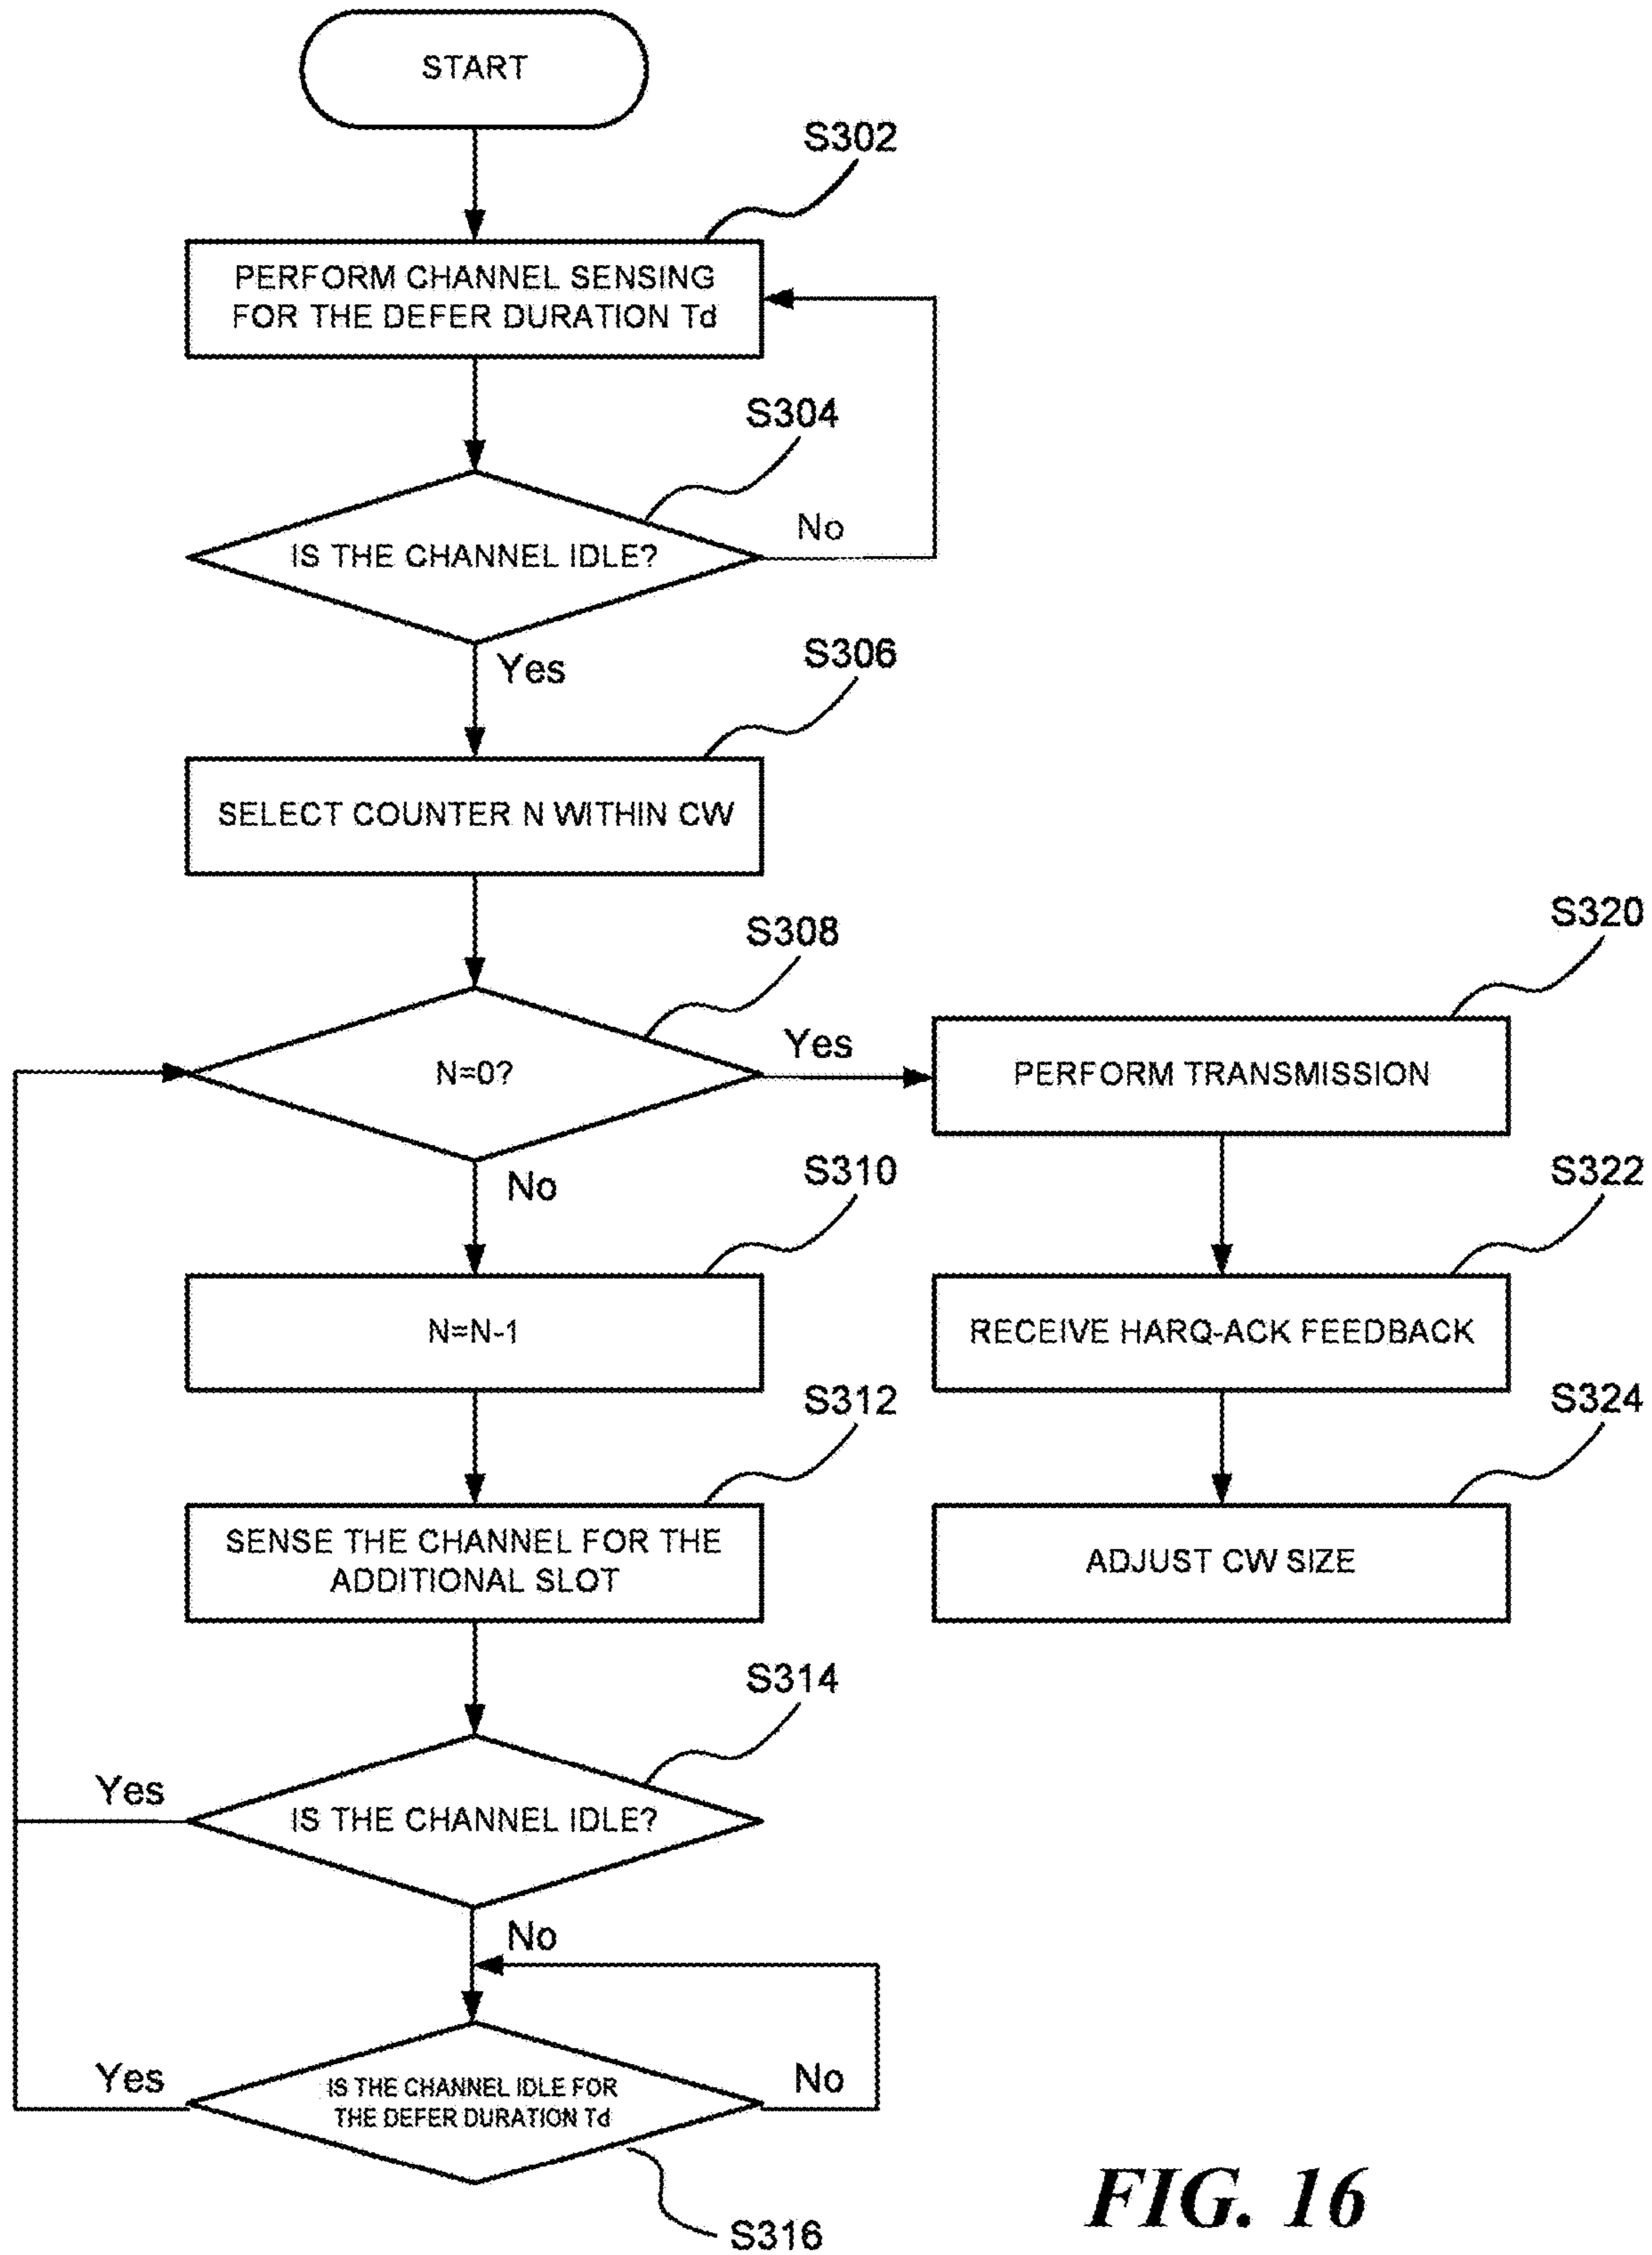 START
S302
PERFORM CHANNEL SENSING
FOR THE DEFER DURATION Td
S304
IS THE CHANNEL IDLE?
No
Yes
S306
SELECT COUNTER N WITHIN CW
S308
N=0?
Yes
S320
PERFORM TRANSMISSION
No
S310
N=N-1
S322
RECEIVE HARQ-ACK FEEDBACK
S312
SENSE THE CHANNEL FOR THE
ADDITIONAL SLOT
S324
ADJUST CW SIZE
S314
IS THE CHANNEL IDLE?
Yes
No
IS THE CHANNEL IDLE FOR
THE DEFER DURATION Td
Yes
No
S316
FIG. 16